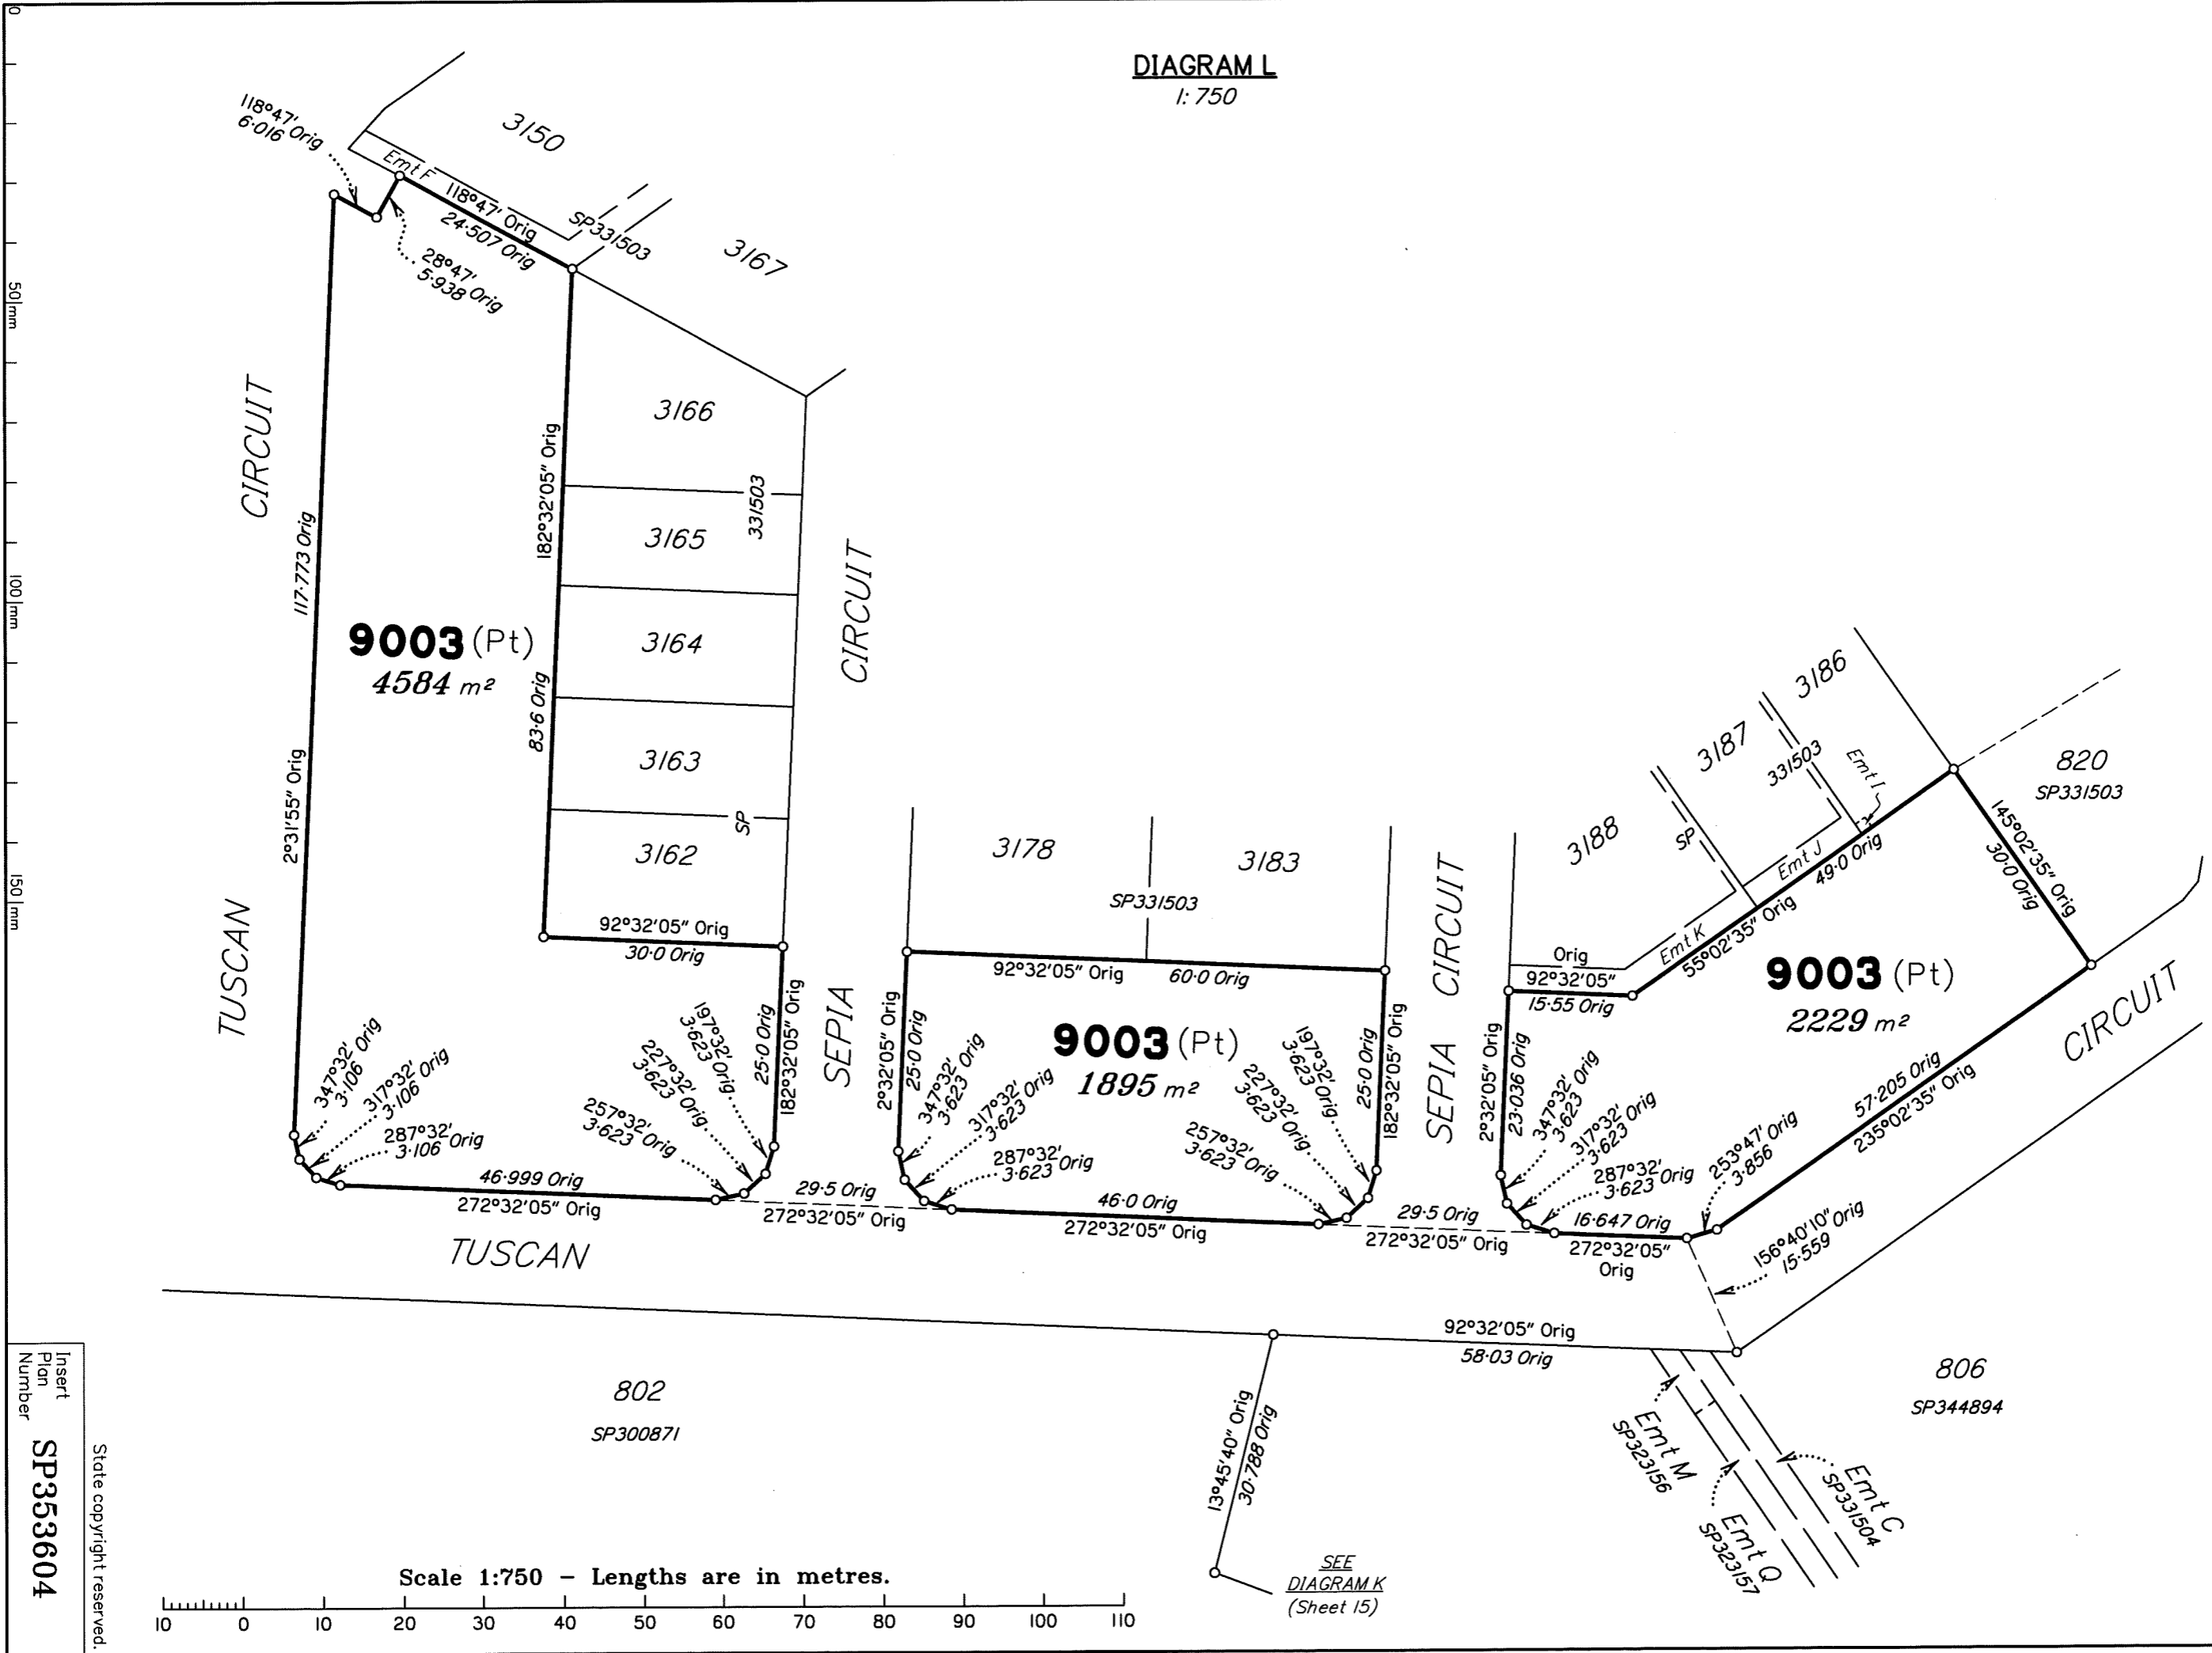 DIAGRAM L
1: 750
118°47' Orig
6·016
3150
Emt F
118°47' Orig
24·507 Orig
SP331503
3167
28°47'
5·938 Orig
CIRCUIT
117·773 Orig
2°31'55" Orig
TUSCAN
182°32'05" Orig
83·6 Orig
9003 (Pt)
4584 m²
3166
331503
3165
3164
3163
SP
3162
CIRCUIT
SEPIA
92°32'05" Orig
30·0 Orig
25·0 Orig
182°32'05" Orig
347°32' Orig
3·106
317°32' Orig
3·106
287°32' Orig
3·106
257°32' Orig
3·623
227°32' Orig
3·623
197°32' Orig
3·623
46·999 Orig
272°32'05" Orig
29·5 Orig
272°32'05" Orig
3178
3183
SP331503
92°32'05" Orig
60·0 Orig
2°32'05" Orig
25·0 Orig
9003 (Pt)
1895 m²
347°32' Orig
3·623
317°32' Orig
3·623
287°32' Orig
3·623
257°32' Orig
3·623
227°32' Orig
3·623
197°32' Orig
3·623
25·0 Orig
182°32'05" Orig
46·0 Orig
272°32'05" Orig
29·5 Orig
272°32'05" Orig
SEPIA CIRCUIT
3186
3187
331503
3188
SP
Emt I
Emt J
Emt K
49·0 Orig
55°02'35" Orig
Orig
92°32'05"
15·55 Orig
820
SP331503
145°02'35" Orig
30·0 Orig
9003 (Pt)
2229 m²
2°32'05" Orig
23·036 Orig
347°32' Orig
3·623
317°32' Orig
3·623
287°32' Orig
3·623
253°47' Orig
3·856
16·647 Orig
272°32'05"
Orig
57·205 Orig
235°02'35" Orig
CIRCUIT
156°40'10" Orig
15·559
TUSCAN
92°32'05" Orig
58·03 Orig
802
SP300871
13°45'40" Orig
30·788 Orig
806
SP344894
Emt M
SP323156
Emt Q
SP323157
Emt C
SP331504
SEE
DIAGRAM K
(Sheet 15)
Scale 1:750 – Lengths are in metres.
10 0 10 20 30 40 50 60 70 80 90 100 110
0
50 mm
100 mm
150 mm
State copyright reserved.
Insert
Plan
Number
SP353604